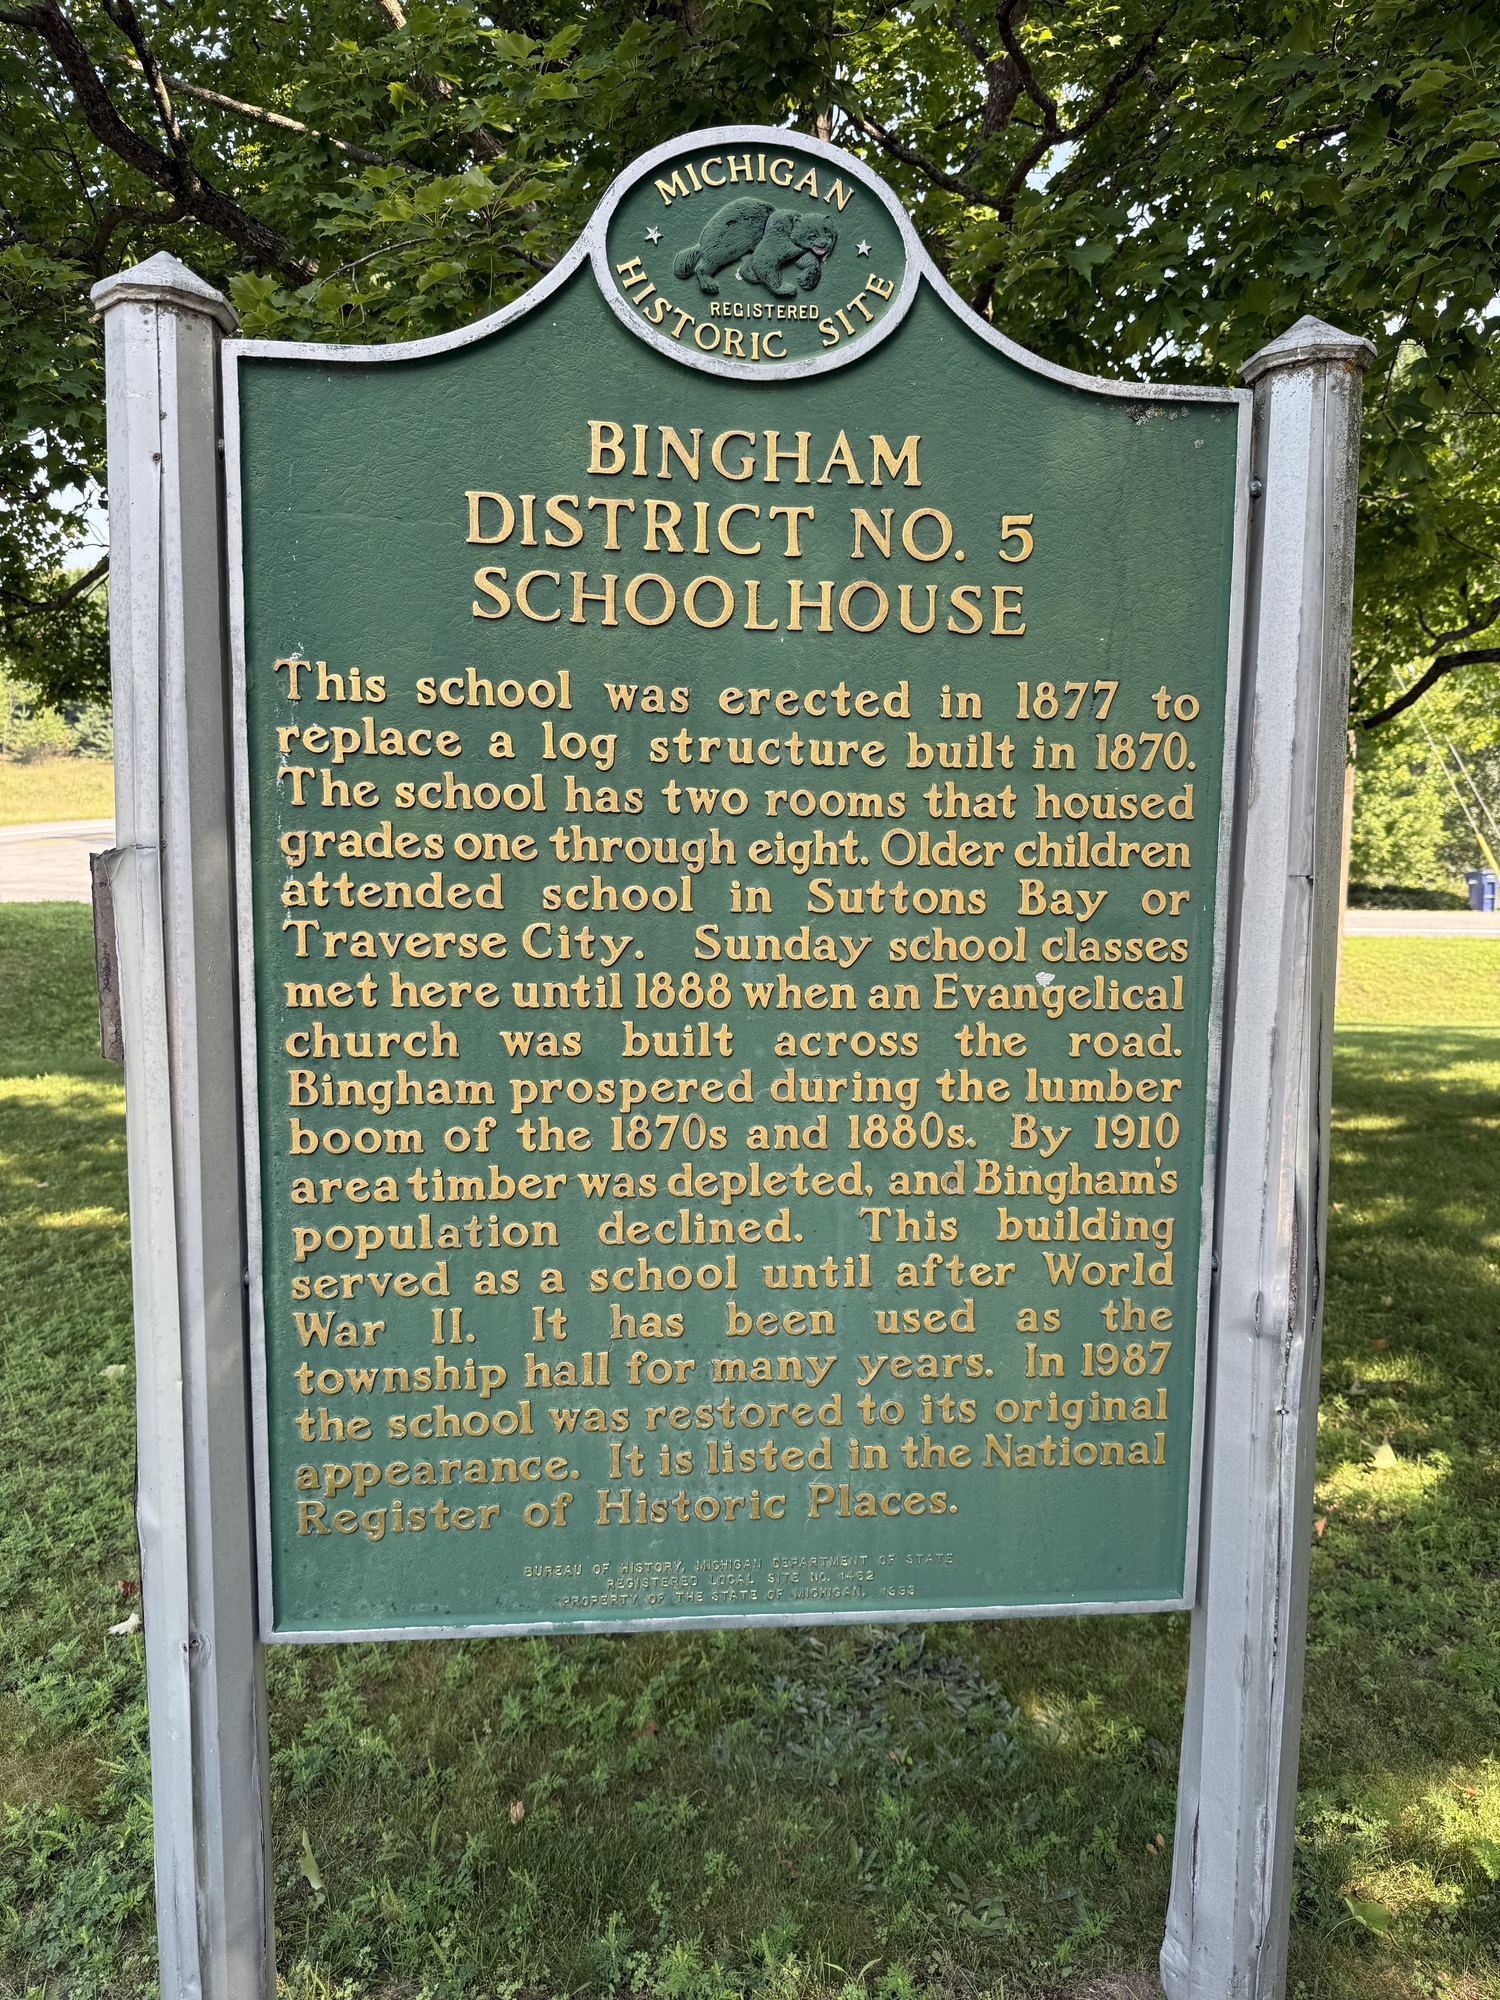 MICHIGAN
REGISTERED
HISTORIC SITE
BINGHAM
DISTRICT NO. 5
SCHOOLHOUSE
This school was erected in 1877 to
replace a log structure built in 1870.
The school has two rooms that housed
grades one through eight. Older children
attended school in Suttons Bay or
Traverse City. Sunday school classes
met here until 1888 when an Evangelical
church was built across the road.
Bingham prospered during the lumber
boom of the 1870s and 1880s. By 1910
area timber was depleted, and Bingham's
population declined. This building
served as a school until after World
War II. It has been used as the
township hall for many years. In 1987
the school was restored to its original
appearance. It is listed in the National
Register of Historic Places.
BUREAU OF HISTORY, MICHIGAN DEPARTMENT OF STATE
REGISTERED LOCAL SITE NO. 1462
PROPERTY OF THE STATE OF MICHIGAN,